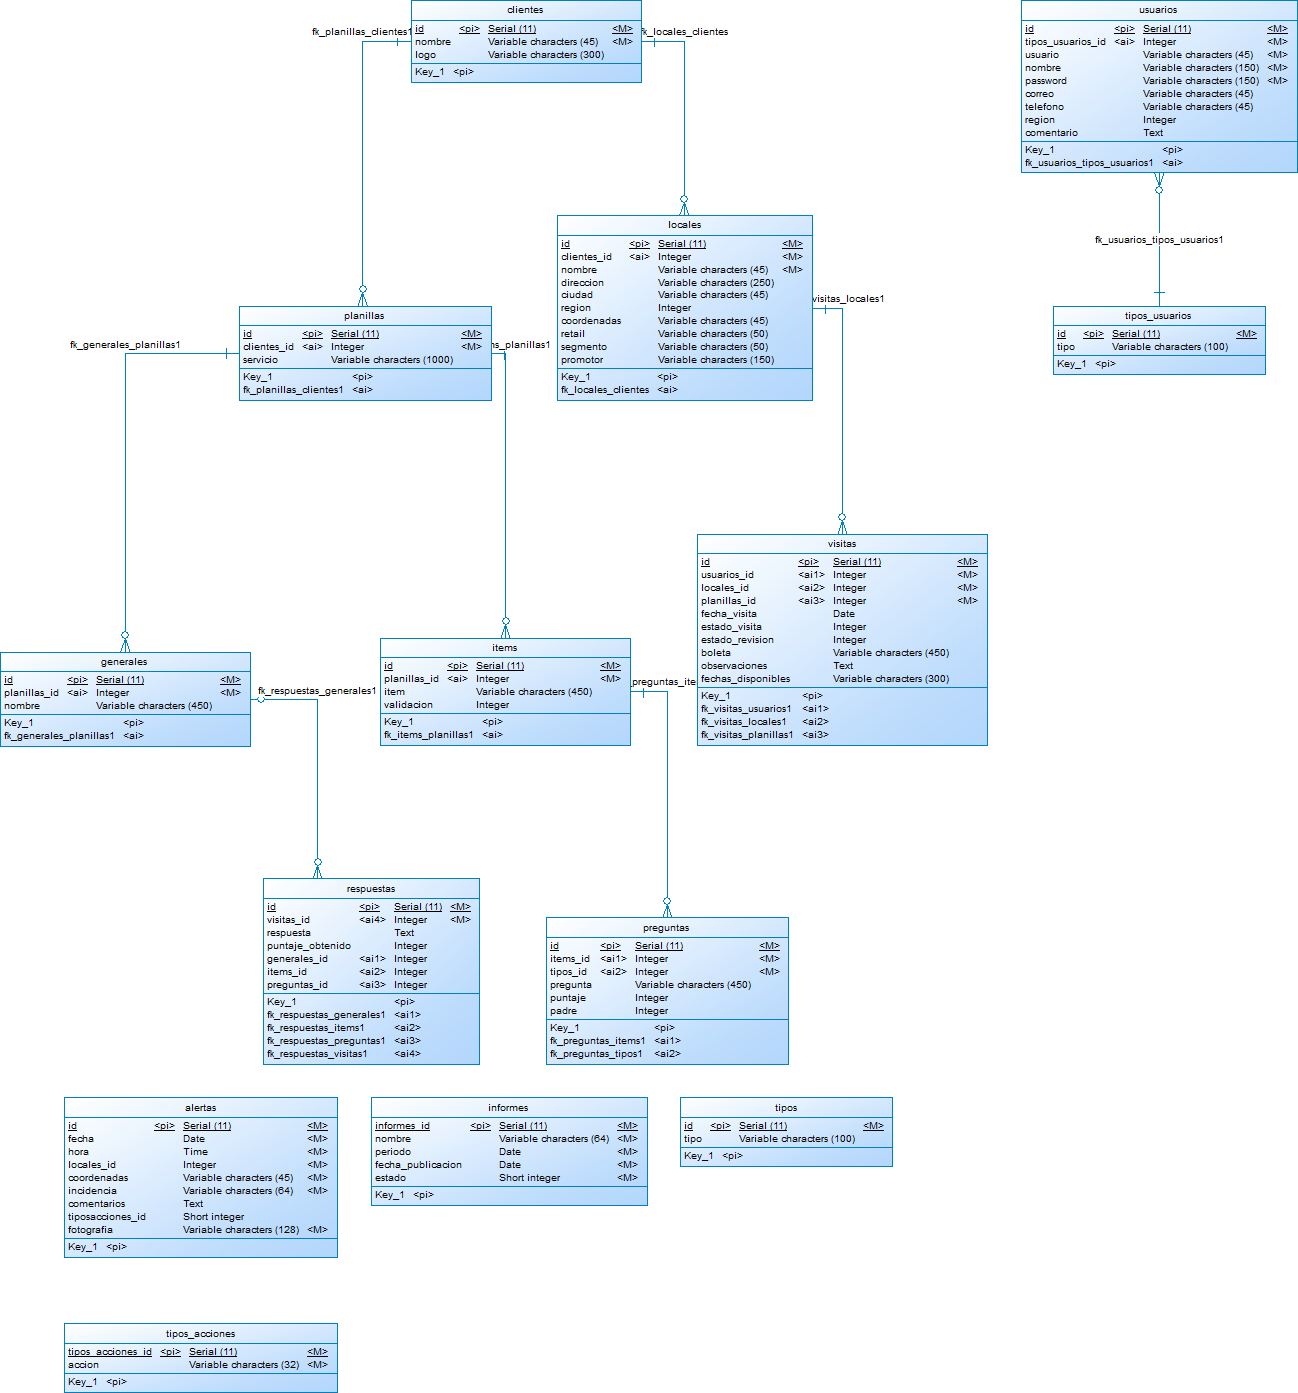 clientes
id <pi> Serial (11) <M>
nombre Variable characters (45) <M>
logo Variable characters (300)
Key_1 <pi>
fk_planillas_clientes1
fk_locales_clientes
usuarios
id <pi> Serial (11) <M>
tipos_usuarios_id <ai> Integer <M>
usuario Variable characters (45) <M>
nombre Variable characters (150) <M>
password Variable characters (150) <M>
correo Variable characters (45)
telefono Variable characters (45)
region Integer
comentario Text
Key_1 <pi>
fk_usuarios_tipos_usuarios1 <ai>
fk_usuarios_tipos_usuarios1
tipos_usuarios
id <pi> Serial (11) <M>
tipo Variable characters (100)
Key_1 <pi>
locales
id <pi> Serial (11) <M>
clientes_id <ai> Integer <M>
nombre Variable characters (45) <M>
direccion Variable characters (250)
ciudad Variable characters (45)
region Integer
coordenadas Variable characters (45)
retail Variable characters (50)
segmento Variable characters (50)
promotor Variable characters (150)
Key_1 <pi>
fk_locales_clientes <ai>
visitas_locales1
planillas
id <pi> Serial (11) <M>
clientes_id <ai> Integer <M>
servicio Variable characters (1000)
Key_1 <pi>
fk_planillas_clientes1 <ai>
fk_generales_planillas1
ns_planillas1
visitas
id <pi> Serial (11) <M>
usuarios_id <ai1> Integer <M>
locales_id <ai2> Integer <M>
planillas_id <ai3> Integer <M>
fecha_visita Date
estado_visita Integer
estado_revision Integer
boleta Variable characters (450)
observaciones Text
fechas_disponibles Variable characters (300)
Key_1 <pi>
fk_visitas_usuarios1 <ai1>
fk_visitas_locales1 <ai2>
fk_visitas_planillas1 <ai3>
generales
id <pi> Serial (11) <M>
planillas_id <ai> Integer <M>
nombre Variable characters (450)
Key_1 <pi>
fk_generales_planillas1 <ai>
fk_respuestas_generales1
items
id <pi> Serial (11) <M>
planillas_id <ai> Integer <M>
item Variable characters (450)
validacion Integer
Key_1 <pi>
fk_items_planillas1 <ai>
_preguntas_ite
respuestas
id <pi> Serial (11) <M>
visitas_id <ai4> Integer <M>
respuesta Text
puntaje_obtenido Integer
generales_id <ai1> Integer
items_id <ai2> Integer
preguntas_id <ai3> Integer
Key_1 <pi>
fk_respuestas_generales1 <ai1>
fk_respuestas_items1 <ai2>
fk_respuestas_preguntas1 <ai3>
fk_respuestas_visitas1 <ai4>
preguntas
id <pi> Serial (11) <M>
items_id <ai1> Integer <M>
tipos_id <ai2> Integer <M>
pregunta Variable characters (450)
puntaje Integer
padre Integer
Key_1 <pi>
fk_preguntas_items1 <ai1>
fk_preguntas_tipos1 <ai2>
alertas
id <pi> Serial (11) <M>
fecha Date <M>
hora Time <M>
locales_id Integer <M>
coordenadas Variable characters (45) <M>
incidencia Variable characters (64) <M>
comentarios Text
tiposacciones_id Short integer
fotografia Variable characters (128) <M>
Key_1 <pi>
informes
informes_id <pi> Serial (11) <M>
nombre Variable characters (64) <M>
periodo Date <M>
fecha_publicacion Date <M>
estado Short integer <M>
Key_1 <pi>
tipos
id <pi> Serial (11) <M>
tipo Variable characters (100)
Key_1 <pi>
tipos_acciones
tipos_acciones_id <pi> Serial (11) <M>
accion Variable characters (32) <M>
Key_1 <pi>